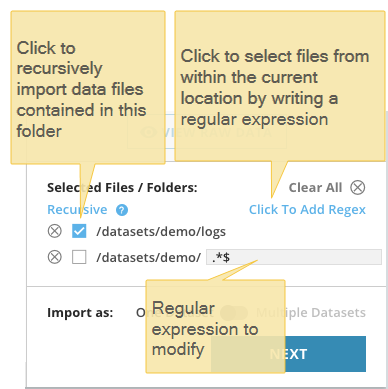 Click to
recursively
import data files
contained in this
folder
Click to select files from
within the current
location by writing a
regular expression
Selected Files / Folders:
Clear All
Recursive ?
Click To Add Regex
/datasets/demo/logs
/datasets/demo/ .*$
Import as:
Multiple Datasets
Regular
expression to
modify
NEXT